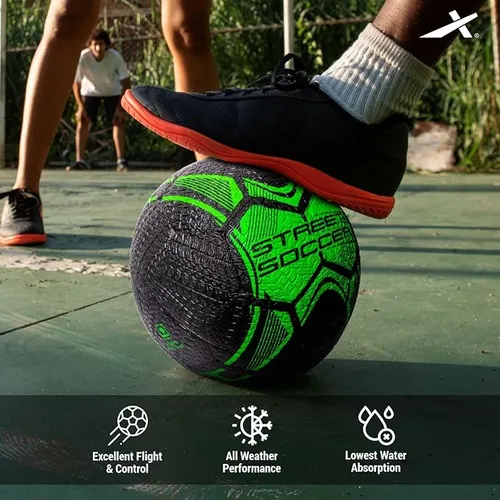 ®
STREET
SOCCER
Excellent Flight
& Control
All Weather
Performance
Lowest Water
Absorption